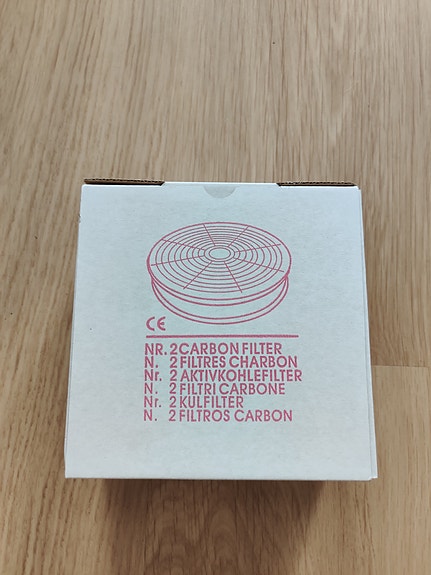 CE
NR. 2 CARBON FILTER
N. 2 FILTRES CHARBON
Nr. 2 AKTIVKOHLEFILTER
N. 2 FILTRI CARBONE
Nr. 2 KULFILTER
N. 2 FILTROS CARBON